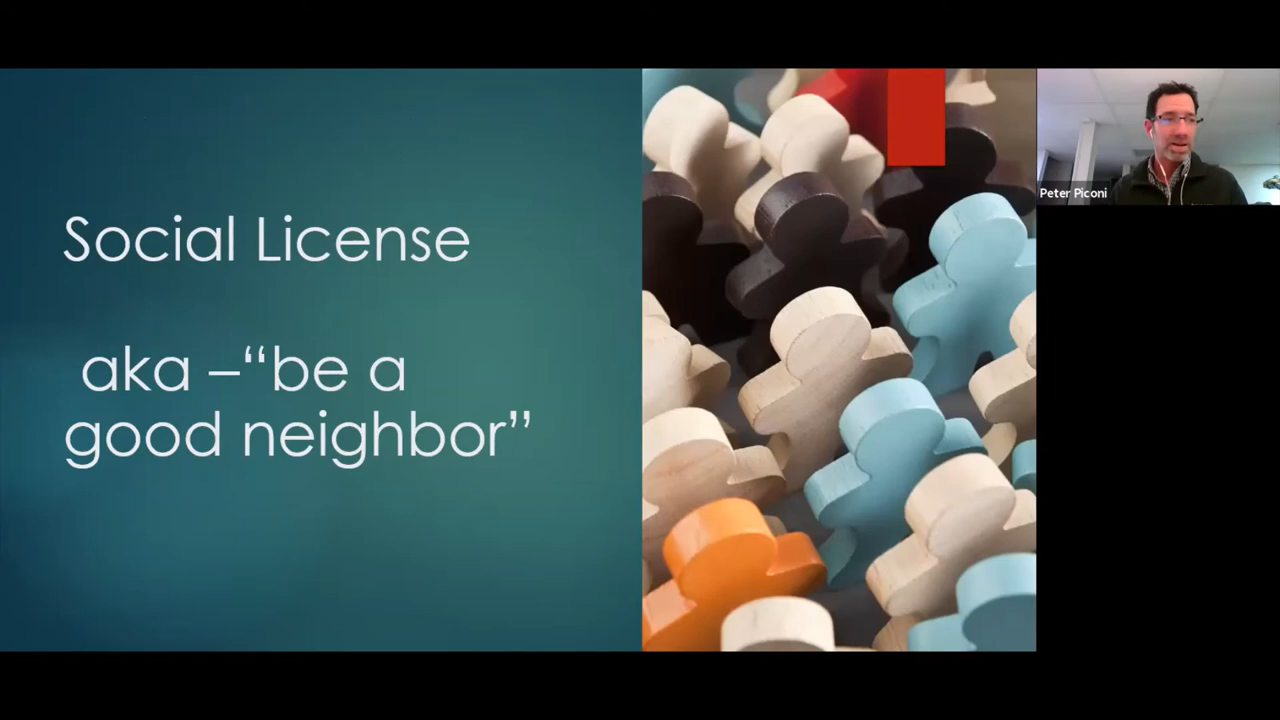 Social License
aka –“be a
good neighbor”
Peter Piconi